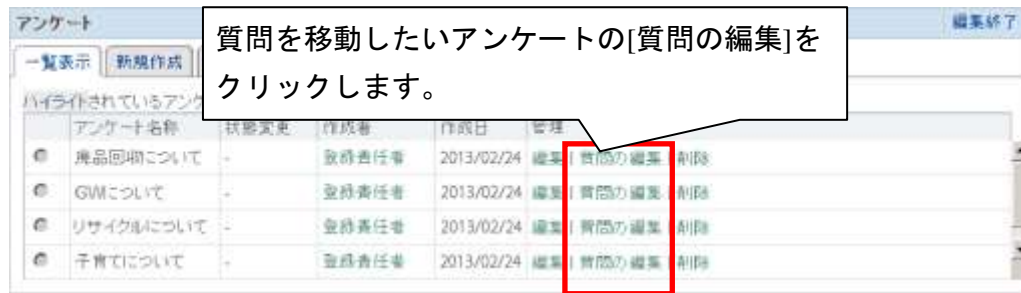 アンケート 編集終了
質問を移動したいアンケートの[質問の編集]を
クリックします。
一覧表示 新規作成
ハイライトされているアンケ
アンケート名称 状態変更 作成者 作成日 管理
廃品回収について - 登録責任者 2013/02/24 編集 | 質問の編集 | 削除
GWについて - 登録責任者 2013/02/24 編集 | 質問の編集 | 削除
リサイクルについて - 登録責任者 2013/02/24 編集 | 質問の編集 | 削除
子育てについて - 登録責任者 2013/02/24 編集 | 質問の編集 | 削除